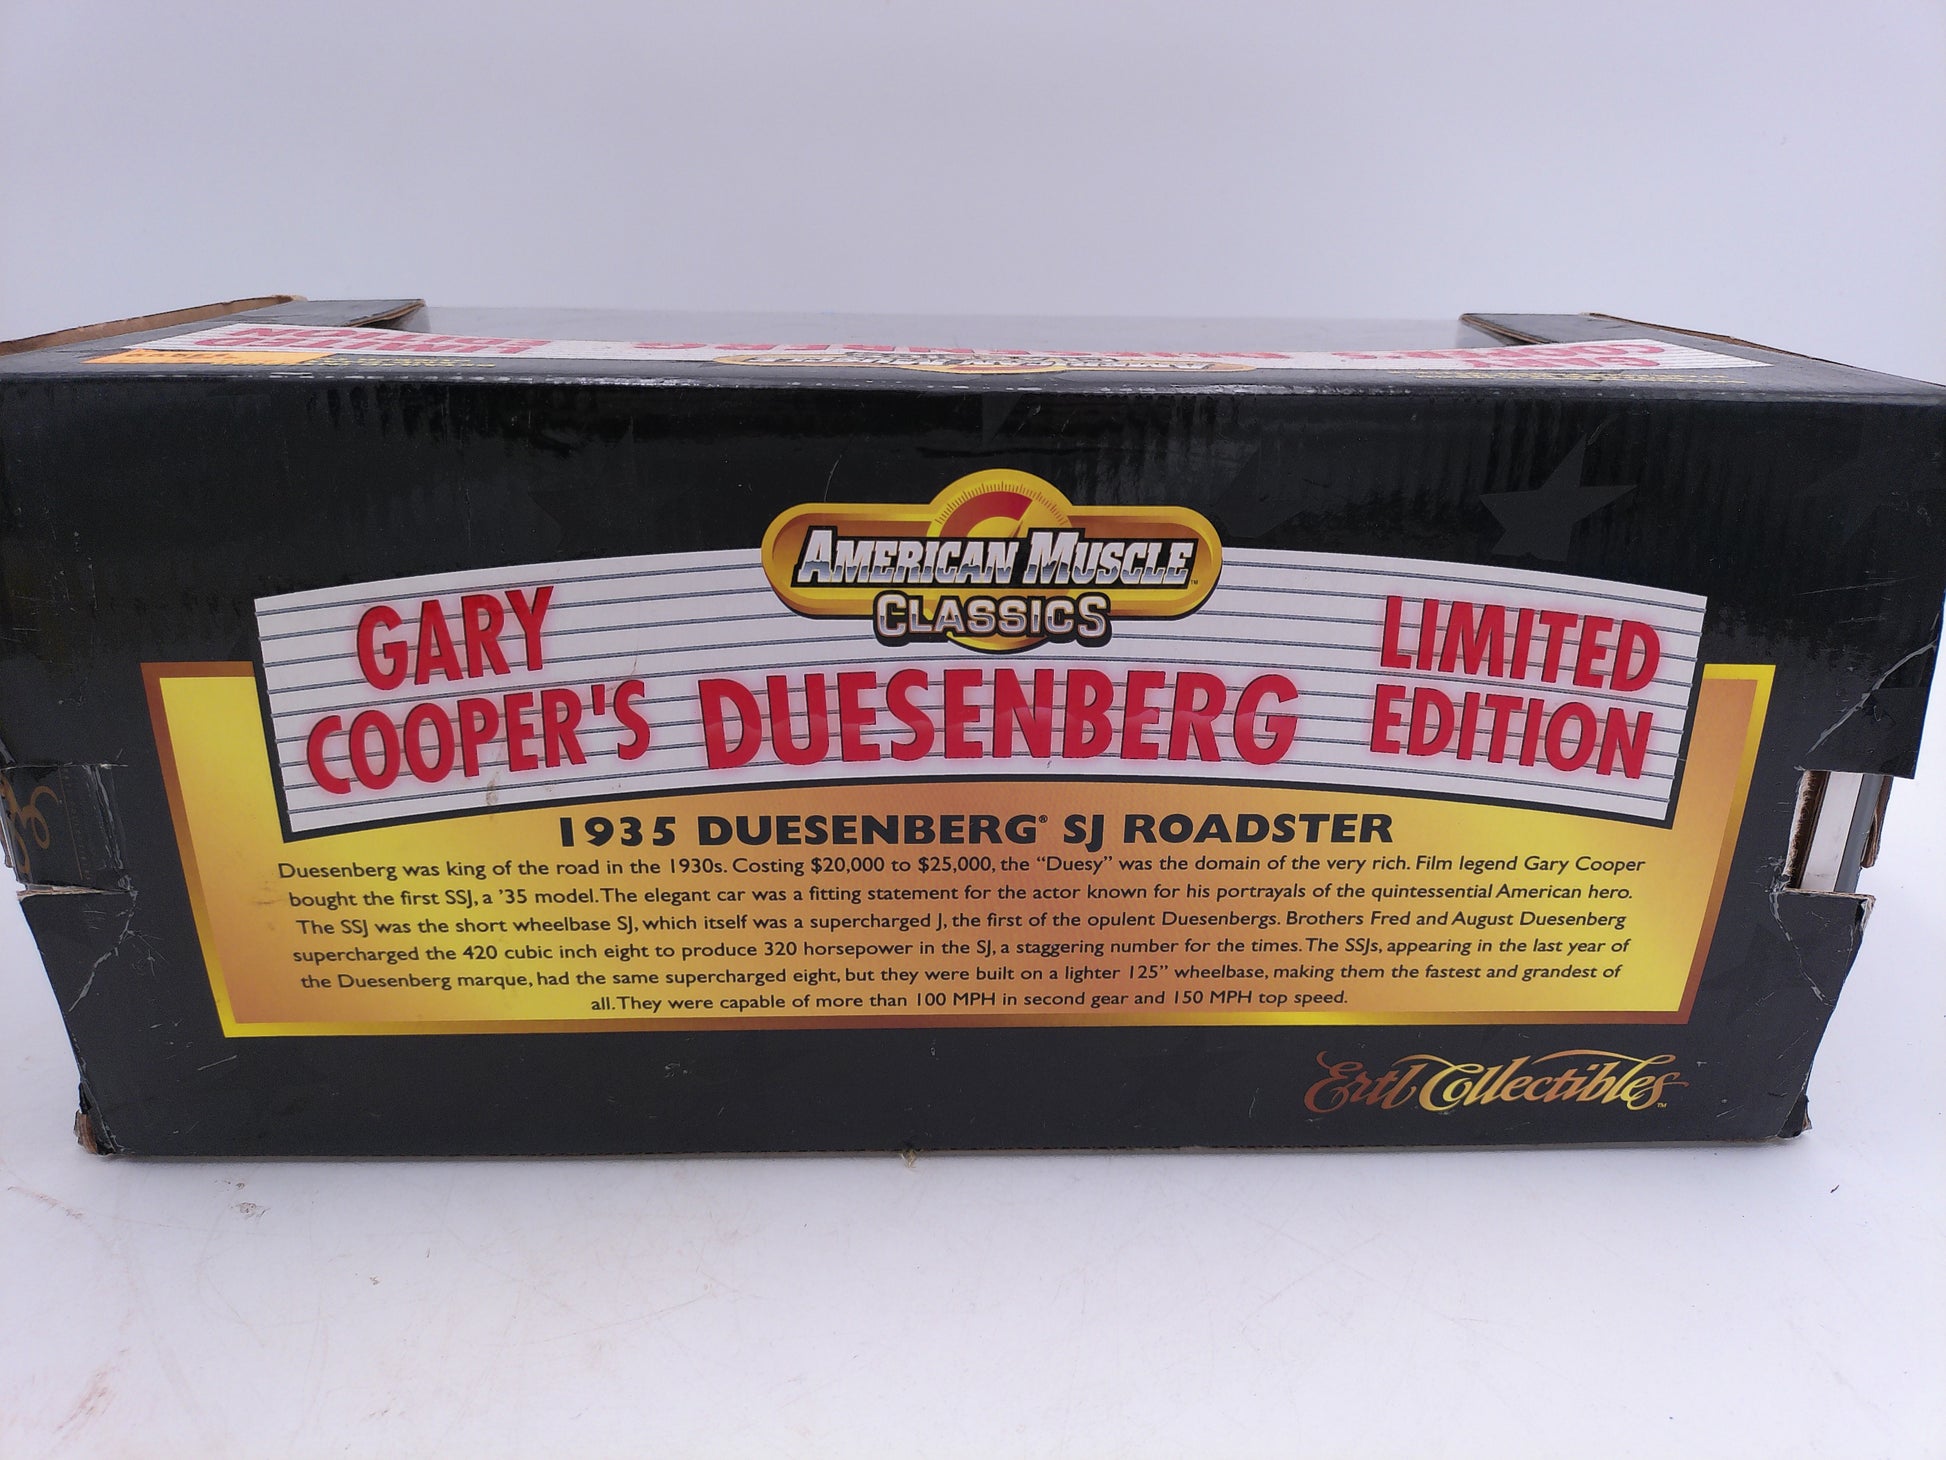 AMERICAN MUSCLE™
CLASSICS
GARY
COOPER'S
DUESENBERG
LIMITED
EDITION
1935 DUESENBERG® SJ ROADSTER
Duesenberg was king of the road in the 1930s. Costing $20,000 to $25,000, the “Duesy” was the domain of the very rich. Film legend Gary Cooper
bought the first SSJ, a ’35 model. The elegant car was a fitting statement for the actor known for his portrayals of the quintessential American hero.
The SSJ was the short wheelbase SJ, which itself was a supercharged J, the first of the opulent Duesenbergs. Brothers Fred and August Duesenberg
supercharged the 420 cubic inch eight to produce 320 horsepower in the SJ, a staggering number for the times. The SSJs, appearing in the last year of
the Duesenberg marque, had the same supercharged eight, but they were built on a lighter 125” wheelbase, making them the fastest and grandest of
all. They were capable of more than 100 MPH in second gear and 150 MPH top speed.
Ertl Collectibles™